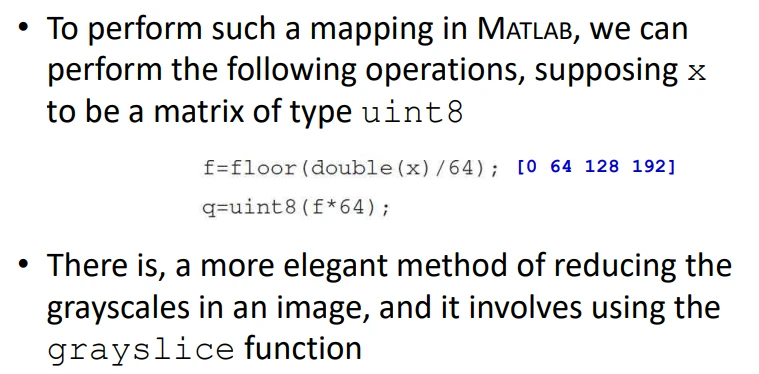 • To perform such a mapping in MATLAB, we can
perform the following operations, supposing x
to be a matrix of type uint8
f=floor(double(x)/64); [0 64 128 192]
q=uint8(f*64);
• There is, a more elegant method of reducing the
grayscales in an image, and it involves using the
grayslice function